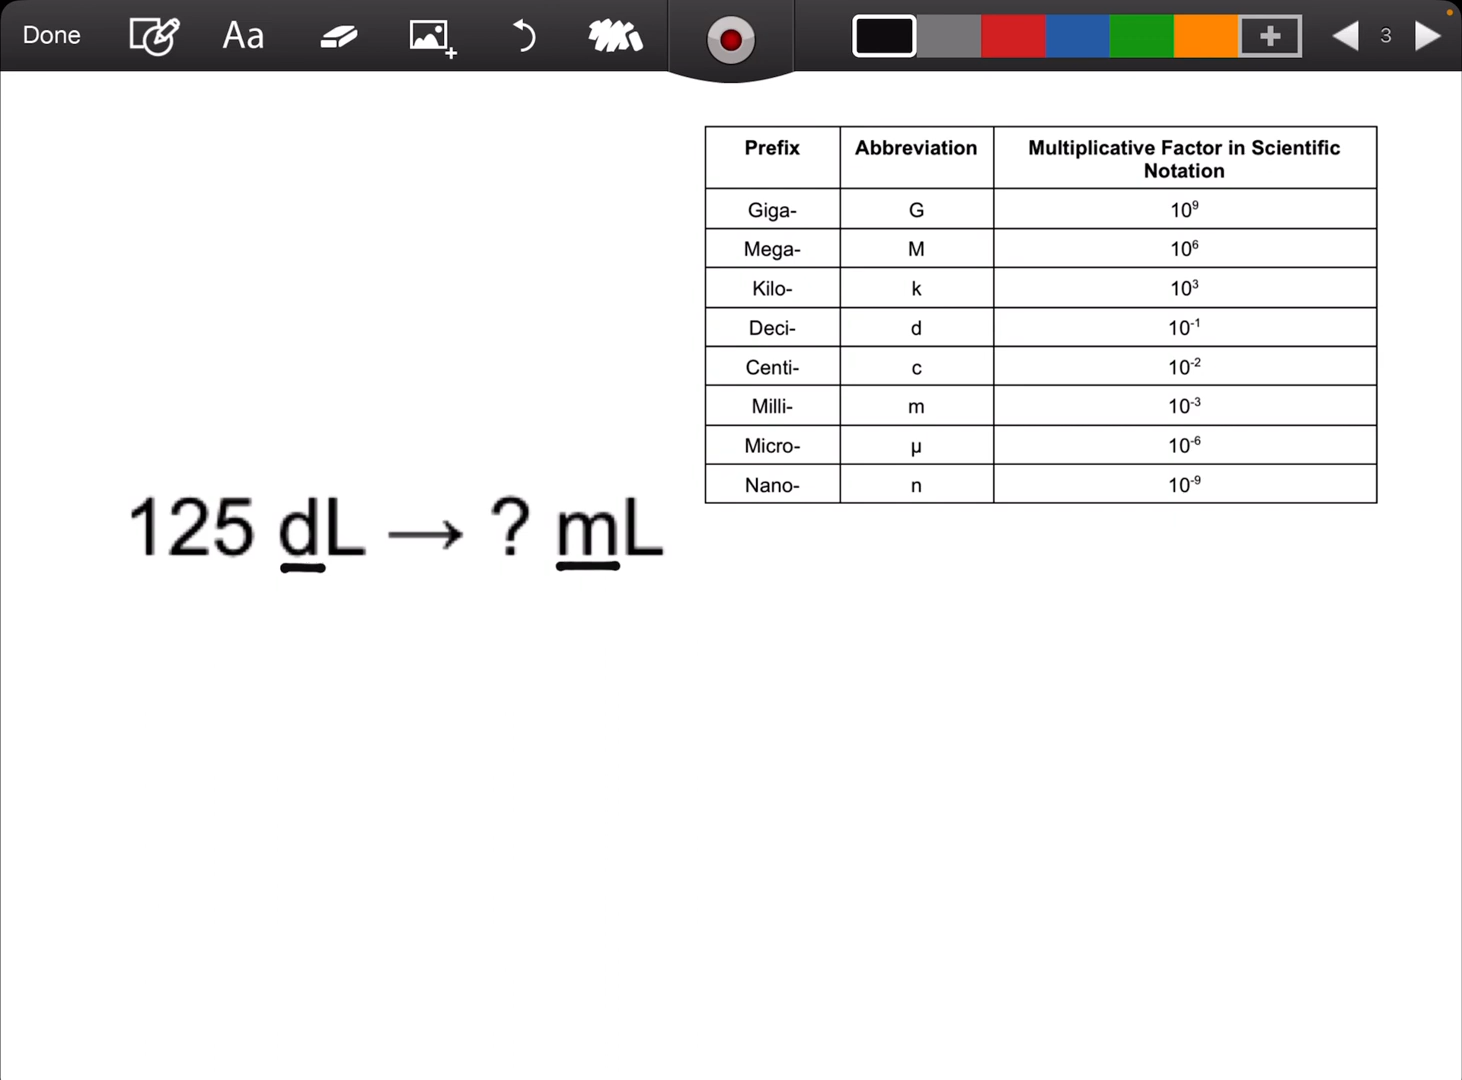 Done Aa 3
Prefix Abbreviation Multiplicative Factor in Scientific
Notation
Giga- G 10⁹
Mega- M 10⁶
Kilo- k 10³
Deci- d 10⁻¹
Centi- c 10⁻²
Milli- m 10⁻³
Micro- µ 10⁻⁶
Nano- n 10⁻⁹
125 dL → ? mL